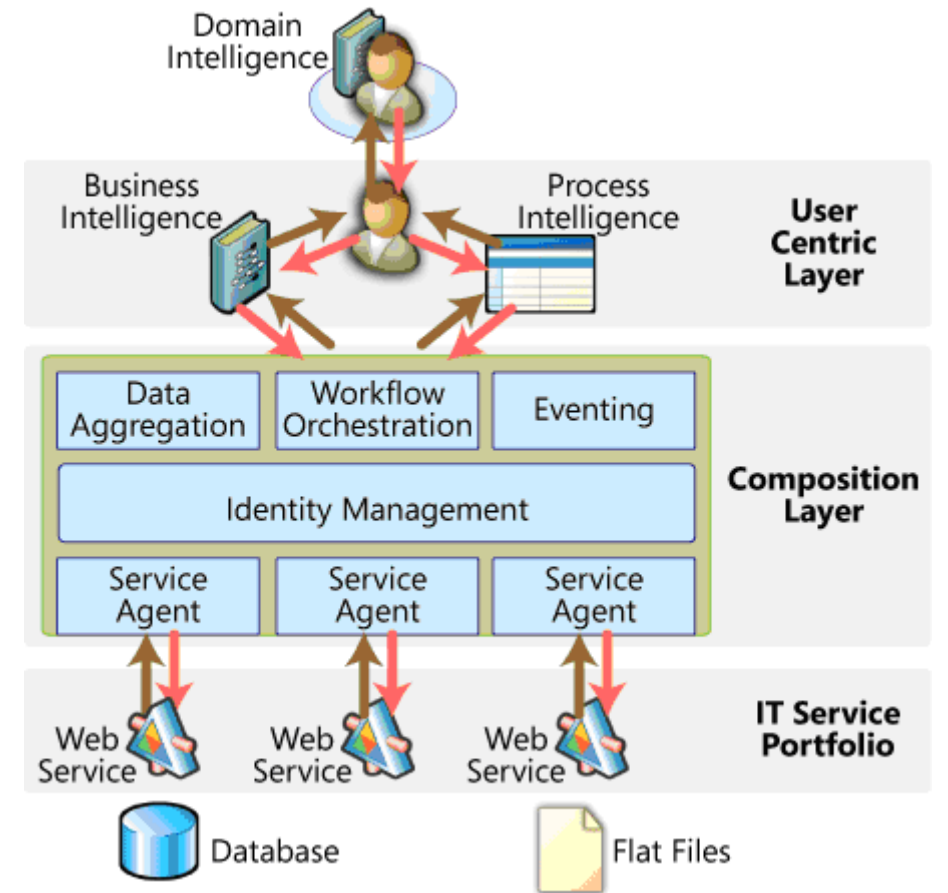 Domain
Intelligence
Business
Intelligence
Process
Intelligence
User
Centric
Layer
Data
Aggregation
Workflow
Orchestration
Eventing
Identity Management
Composition
Layer
Service
Agent
Service
Agent
Service
Agent
Web
Service
Web
Service
Web
Service
IT Service
Portfolio
Database
Flat Files